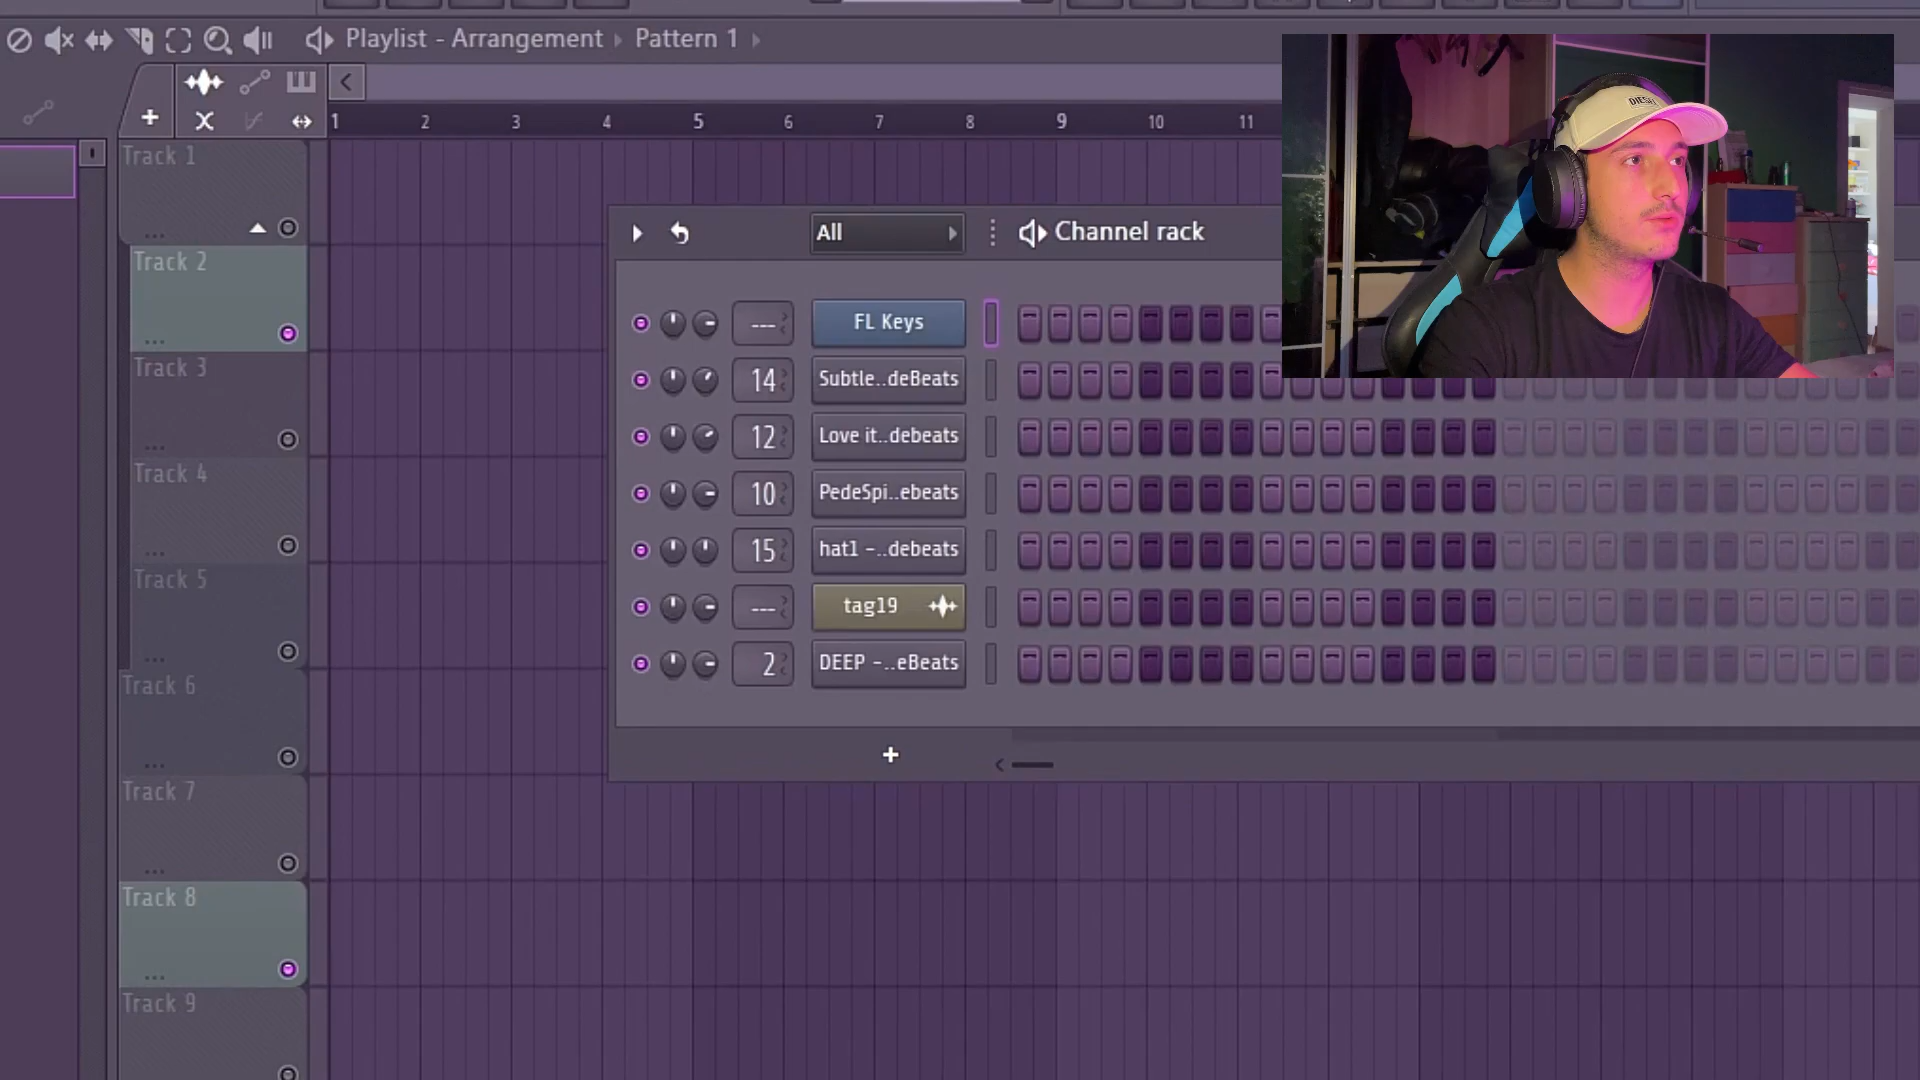 Playlist - Arrangement Pattern 1
1 2 3 4 5 6 7 8 9 10 11
Track 1
Track 2
Track 3
Track 4
Track 5
Track 6
Track 7
Track 8
Track 9
All Channel rack
--- FL Keys
14 Subtle..deBeats
12 Love it..debeats
10 PedeSpi..ebeats
15 hat1 -..debeats
--- tag19
2 DEEP -..eBeats
DIESEL